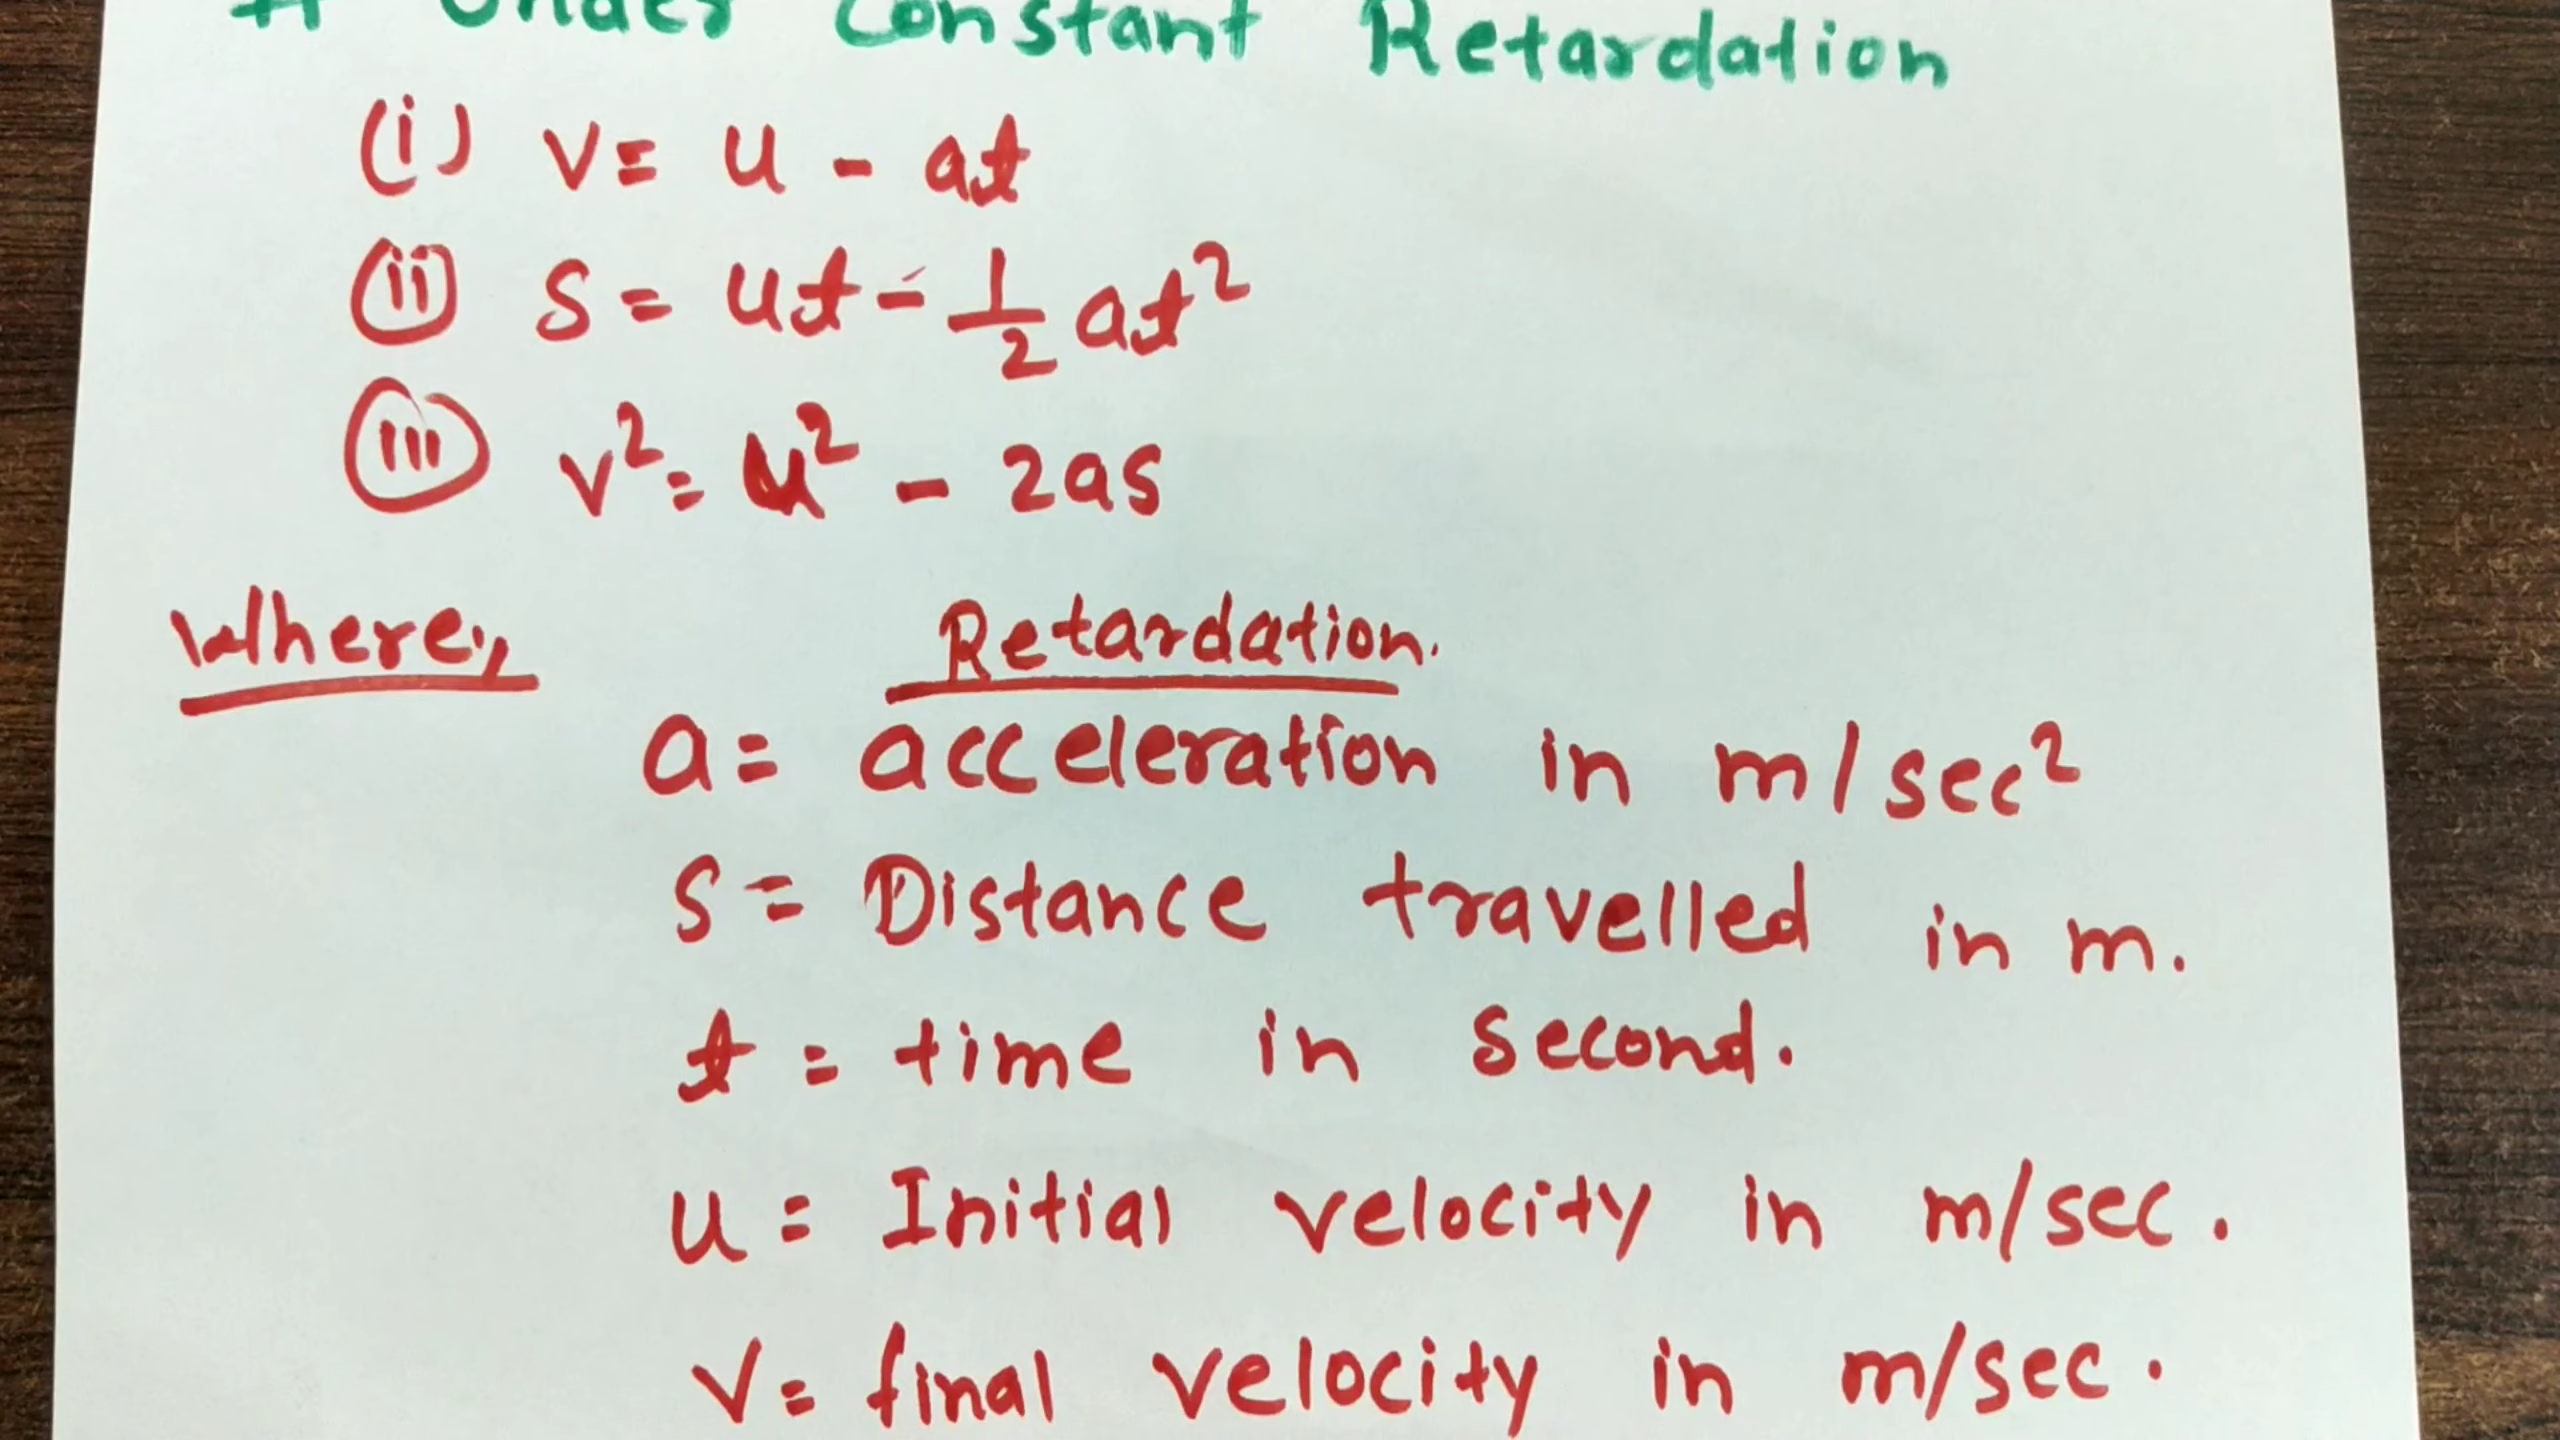 # Under Constant Retardation
(i) v = u - at
(ii) s = ut - 1/2 at²
(iii) v² = u² - 2as
Where, Retardation.
a = acceleration in m/sec²
s = Distance travelled in m.
t = time in second.
u = Initial velocity in m/sec.
v = final velocity in m/sec.